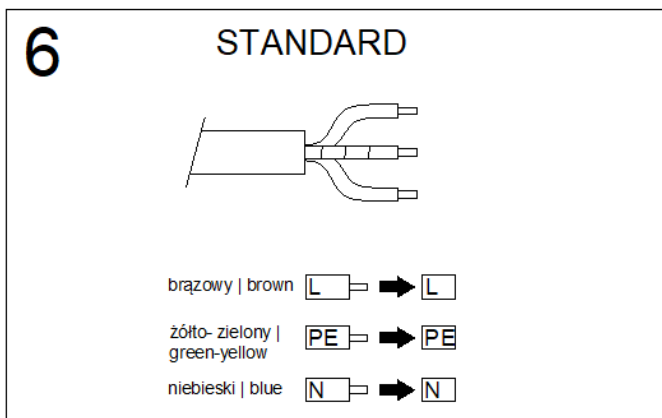 6
STANDARD
brązowy | brown L L
żółto- zielony |
green-yellow PE PE
niebieski | blue N N